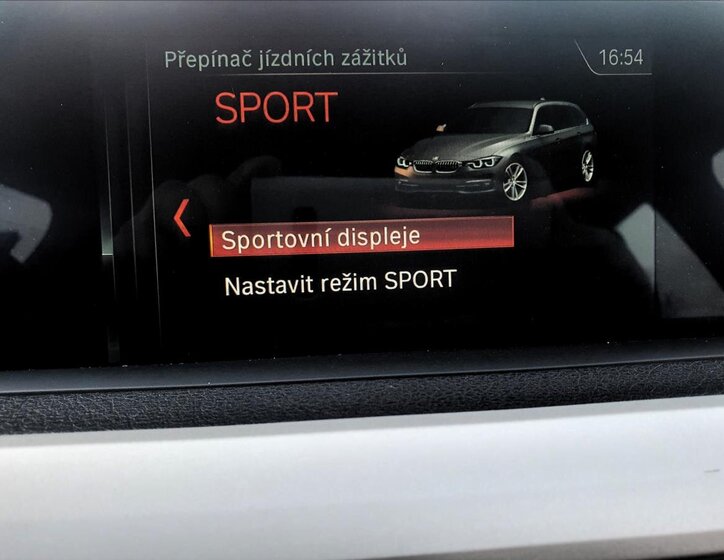 Přepínač jízdních zážitků
16:54
SPORT
Sportovní displeje
Nastavit režim SPORT